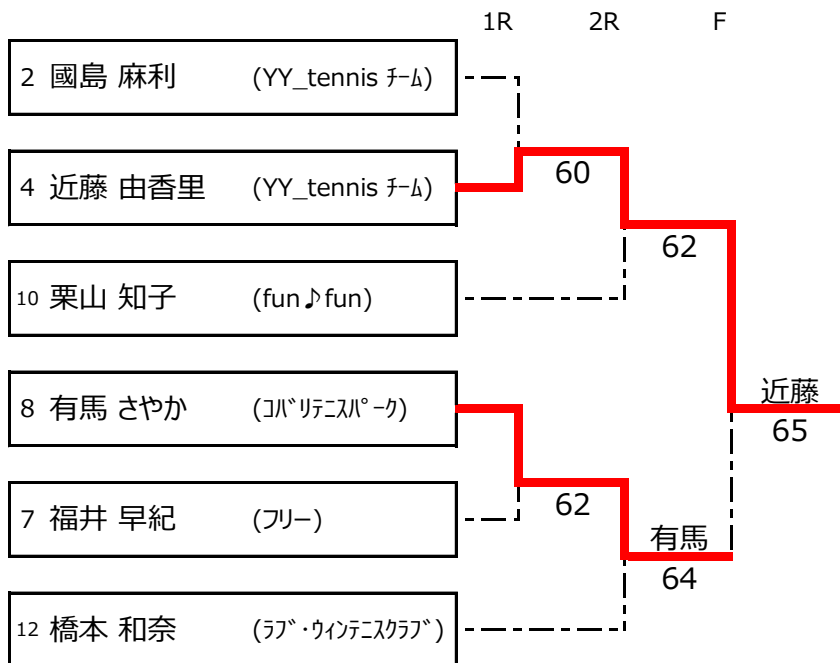 1R 2R F
2 國島 麻利 (YY_tennis ﾁｰﾑ)
4 近藤 由香里 (YY_tennis ﾁｰﾑ)
60
62
10 栗山 知子 (fun♪fun)
8 有馬 さやか (ｺﾊﾞﾘﾃﾆｽﾊﾟｰｸ)
近藤
65
7 福井 早紀 (フリー)
62
有馬
64
12 橋本 和奈 (ﾗﾌﾞ・ｳｨﾝﾃﾆｽｸﾗﾌﾞ)